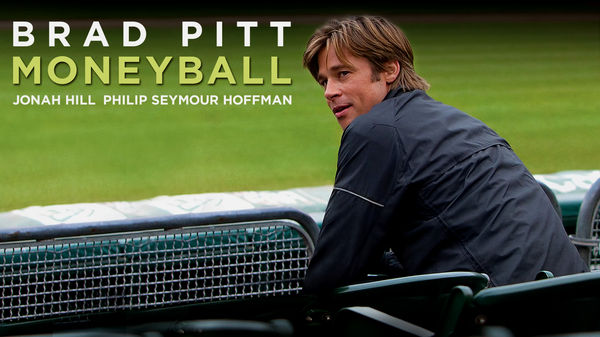 BRAD PITT
MONEYBALL
JONAH HILL PHILIP SEYMOUR HOFFMAN